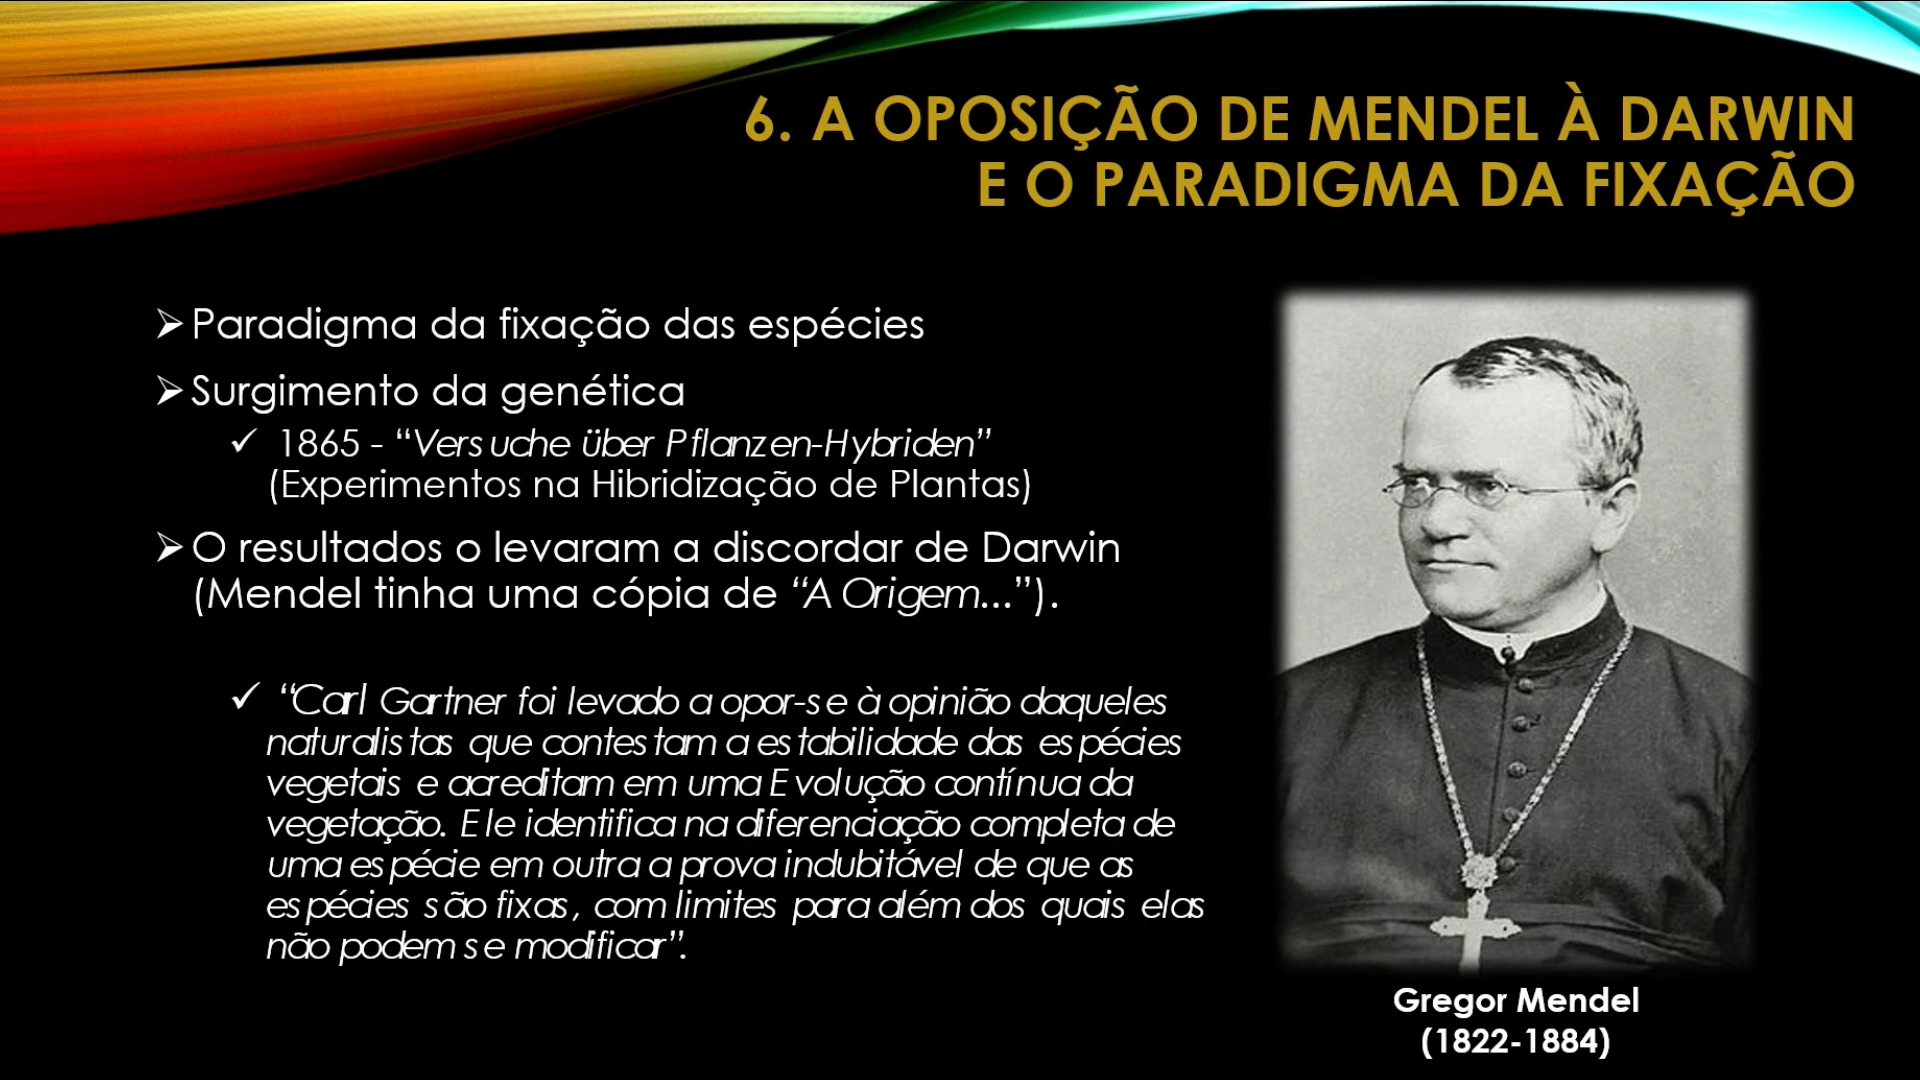 6. A OPOSIÇÃO DE MENDEL À DARWIN
E O PARADIGMA DA FIXAÇÃO
Paradigma da fixação das espécies
Surgimento da genética
1865 - “Versuche über Pflanzen-Hybriden”
(Experimentos na Hibridização de Plantas)
O resultados o levaram a discordar de Darwin
(Mendel tinha uma cópia de “A Origem...”).
“Carl Gartner foi levado a opor-se à opinião daqueles
naturalistas que contestam a estabilidade das espécies
vegetais e acreditam em uma Evolução contínua da
vegetação. Ele identifica na diferenciação completa de
uma espécie em outra a prova indubitável de que as
espécies são fixas, com limites para além dos quais elas
não podem se modificar”.
Gregor Mendel
(1822-1884)